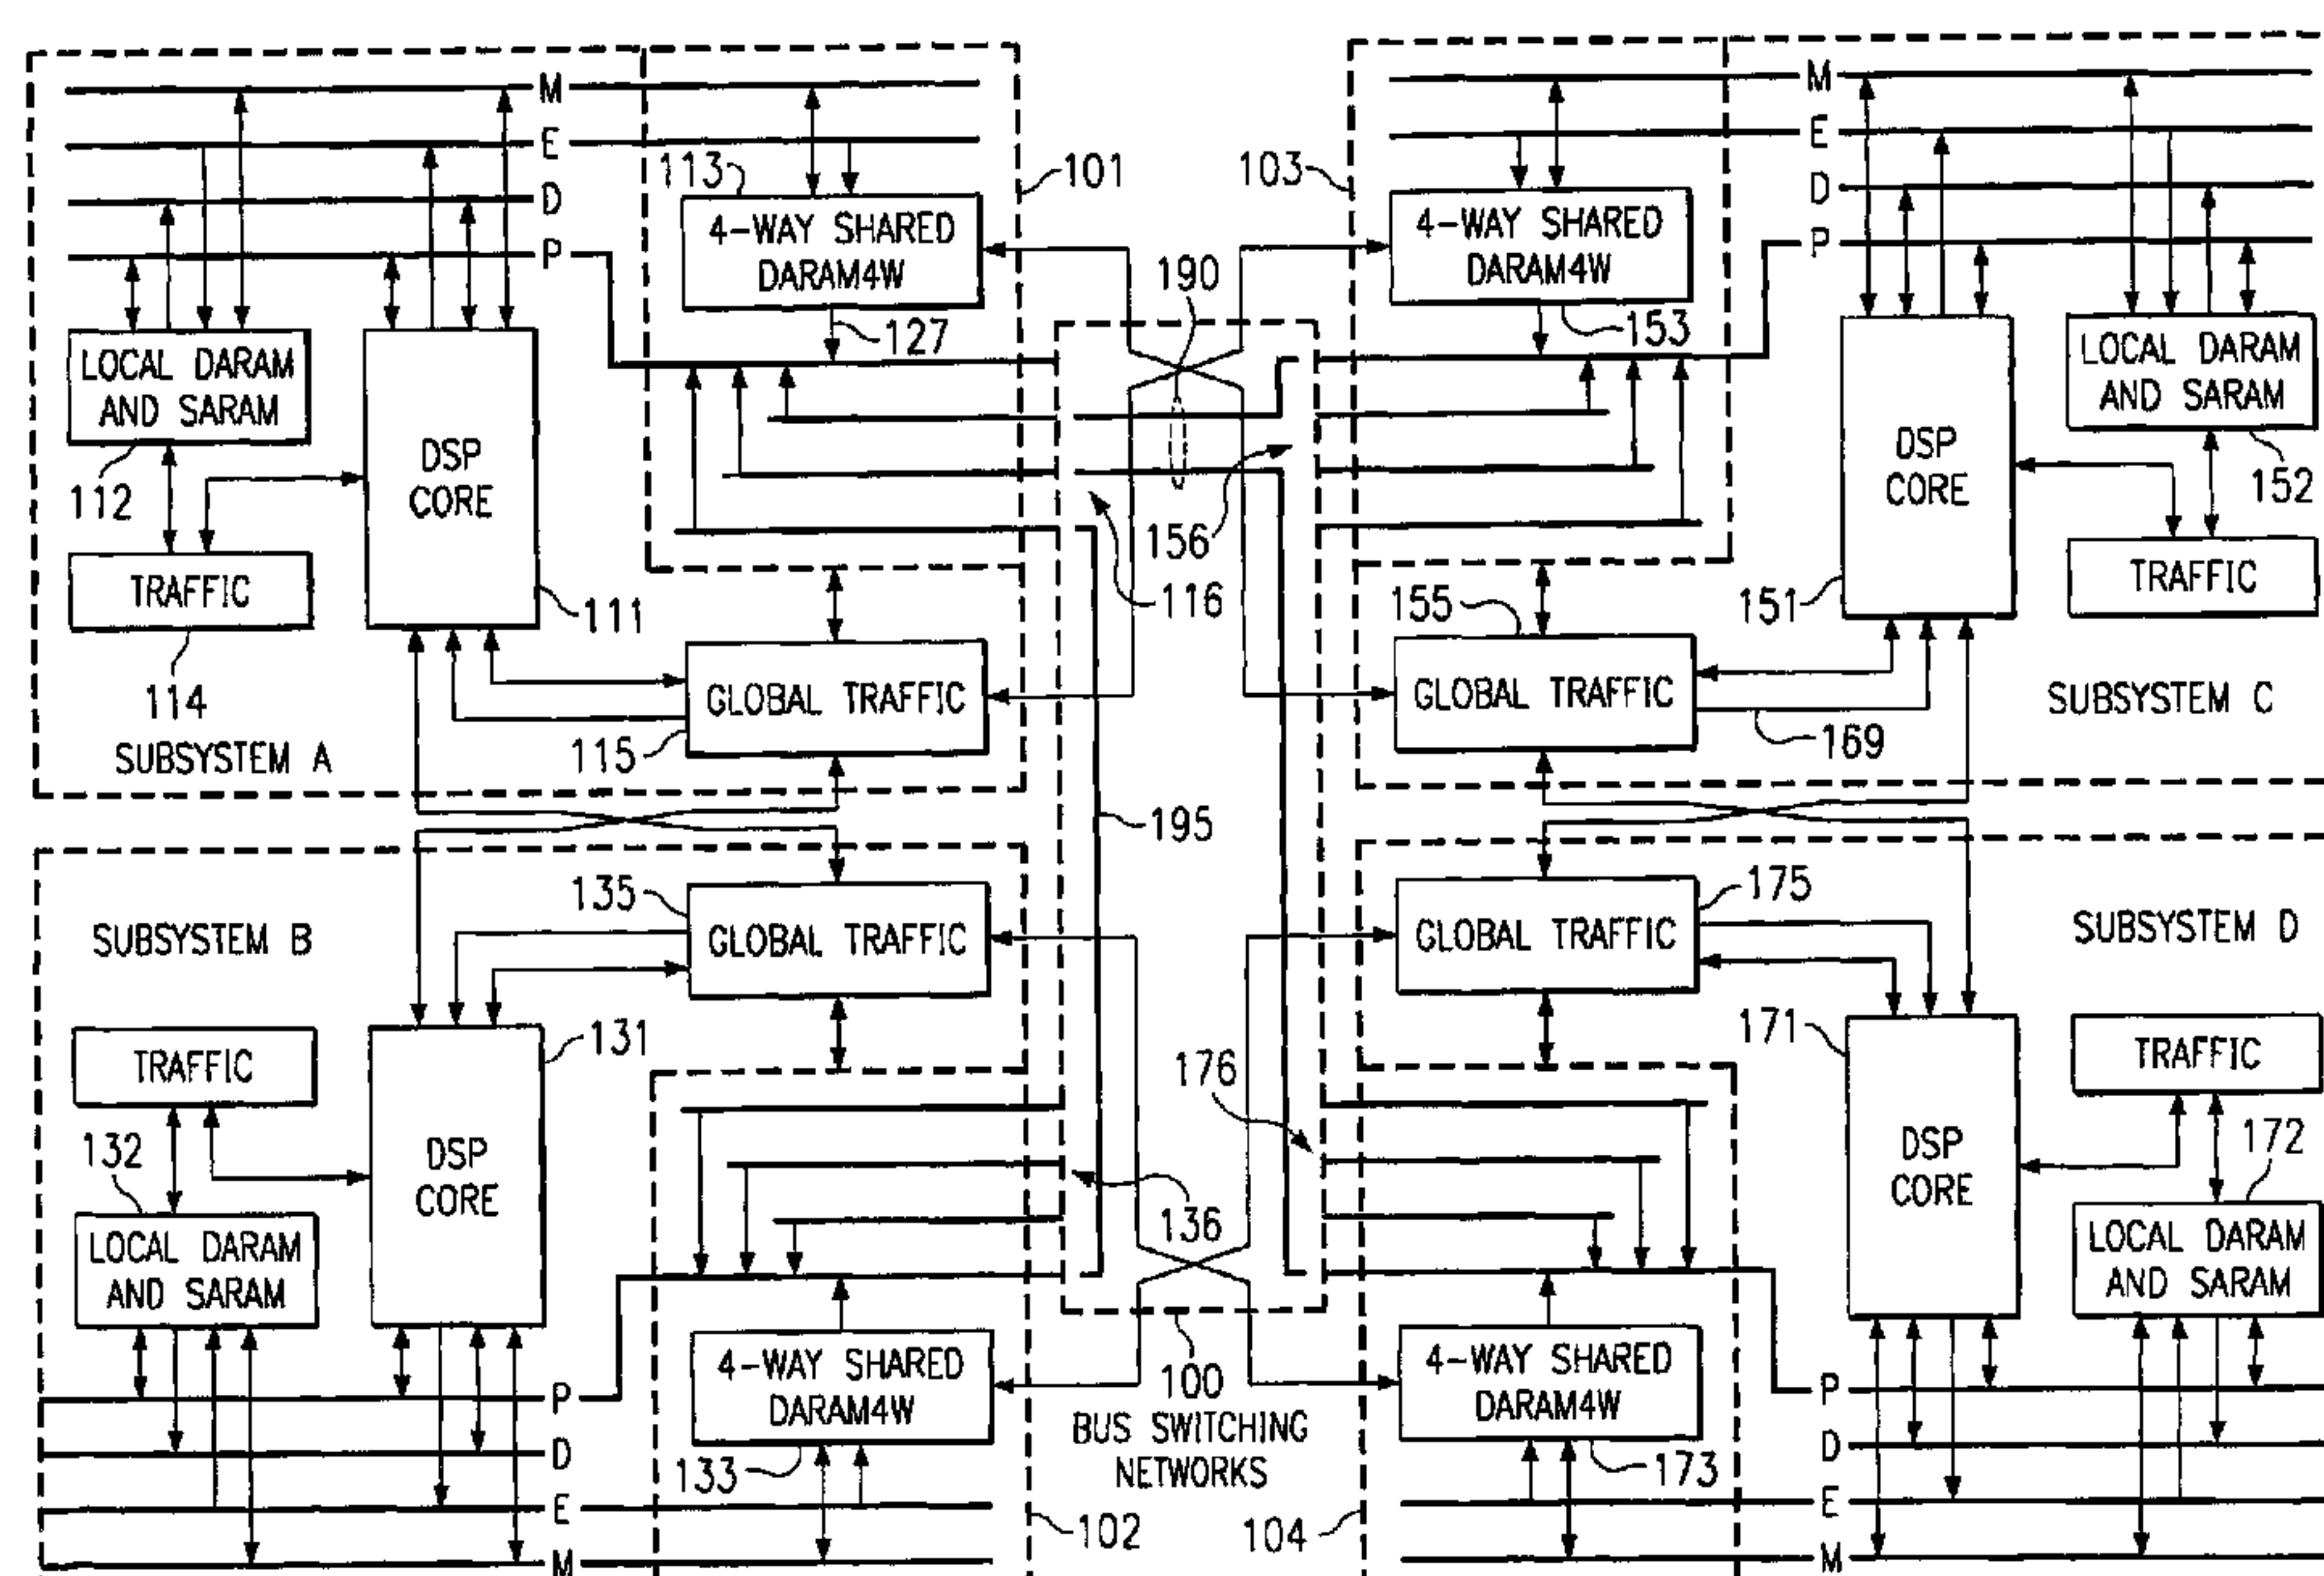 M
E
D
P
113
4-WAY SHARED
DARAM4W
127
101
LOCAL DARAM
AND SARAM
112
DSP
CORE
111
TRAFFIC
114
SUBSYSTEM A
GLOBAL TRAFFIC
115
103
190
4-WAY SHARED
DARAM4W
153
M
E
D
P
156
116
195
LOCAL DARAM
AND SARAM
152
DSP
CORE
151
TRAFFIC
155
GLOBAL TRAFFIC
169
SUBSYSTEM C
SUBSYSTEM B
135
GLOBAL TRAFFIC
TRAFFIC
131
DSP
CORE
132
LOCAL DARAM
AND SARAM
P
D
E
M
4-WAY SHARED
DARAM4W
133
102
136
176
100
BUS SWITCHING
NETWORKS
175
GLOBAL TRAFFIC
SUBSYSTEM D
171
DSP
CORE
TRAFFIC
172
LOCAL DARAM
AND SARAM
4-WAY SHARED
DARAM4W
173
104
P
D
E
M